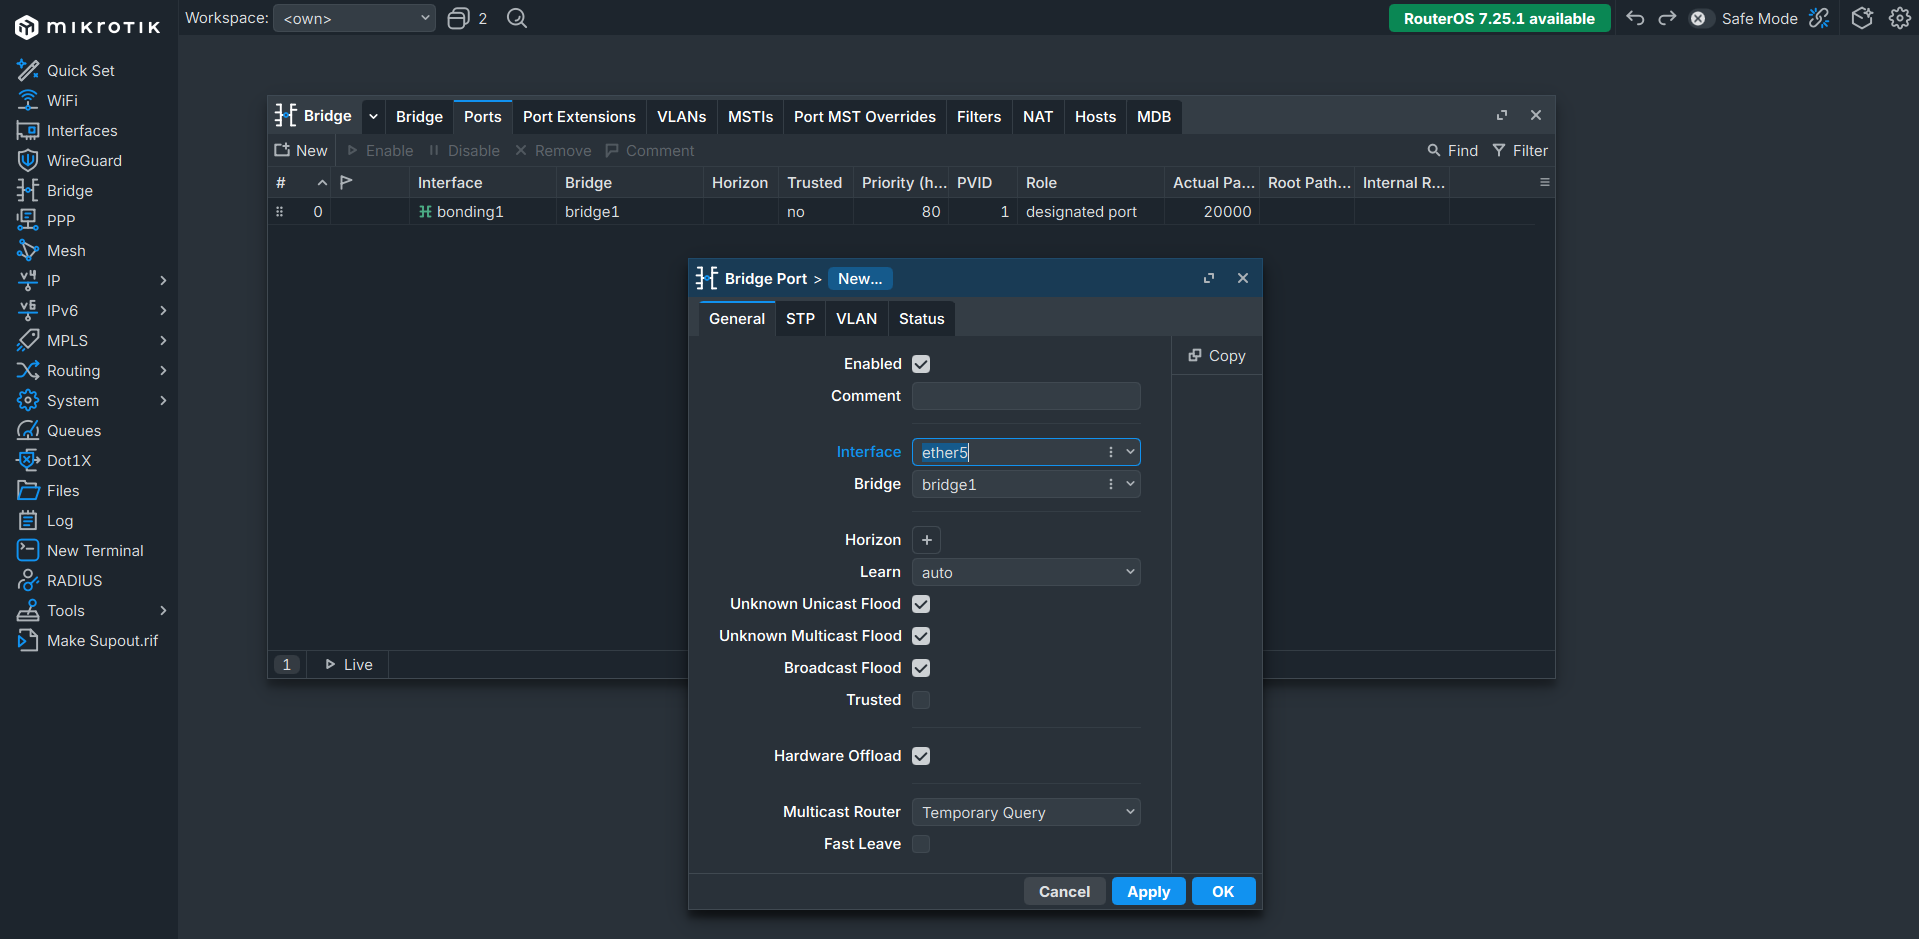 mikrotik
Workspace: <own> 2
RouterOS 7.25.1 available
Safe Mode
Quick Set
WiFi
Interfaces
WireGuard
Bridge
PPP
Mesh
IP
IPv6
MPLS
Routing
System
Queues
Dot1X
Files
Log
New Terminal
RADIUS
Tools
Make Supout.rif
Bridge Bridge Ports Port Extensions VLANs MSTIs Port MST Overrides Filters NAT Hosts MDB
New Enable Disable Remove Comment Find Filter
# Interface Bridge Horizon Trusted Priority (h... PVID Role Actual Pa... Root Path... Internal R...
0 bonding1 bridge1 no 80 1 designated port 20000
1 Live
Bridge Port > New...
General STP VLAN Status
Copy
Enabled
Comment
Interface ether5
Bridge bridge1
Horizon +
Learn auto
Unknown Unicast Flood
Unknown Multicast Flood
Broadcast Flood
Trusted
Hardware Offload
Multicast Router Temporary Query
Fast Leave
Cancel Apply OK